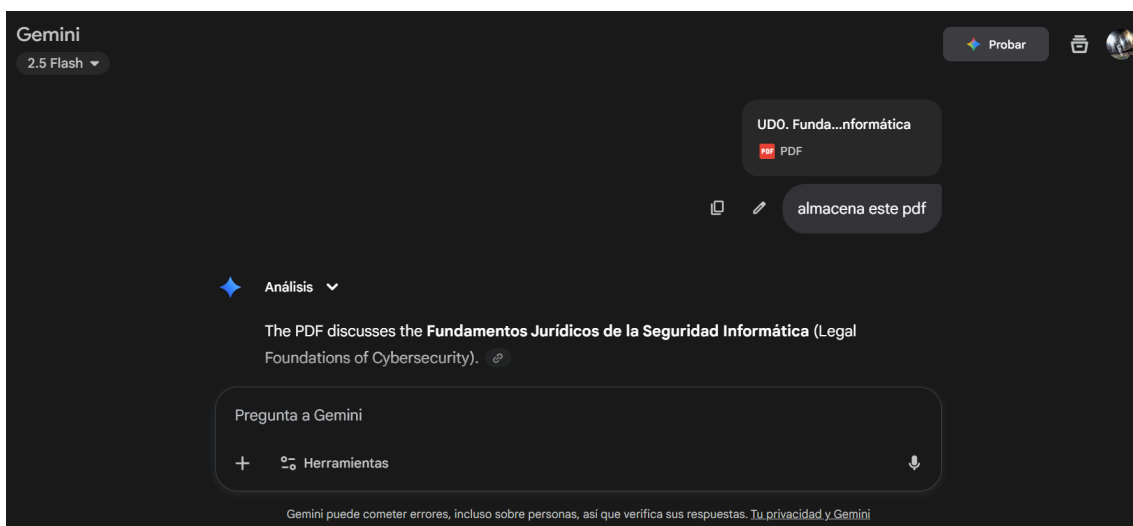 Gemini
Probar
2.5 Flash
UD0. Funda...nformática
PDF PDF
almacena este pdf
Análisis
The PDF discusses the Fundamentos Jurídicos de la Seguridad Informática (Legal
Foundations of Cybersecurity).
Pregunta a Gemini
Herramientas
Gemini puede cometer errores, incluso sobre personas, así que verifica sus respuestas. Tu privacidad y Gemini